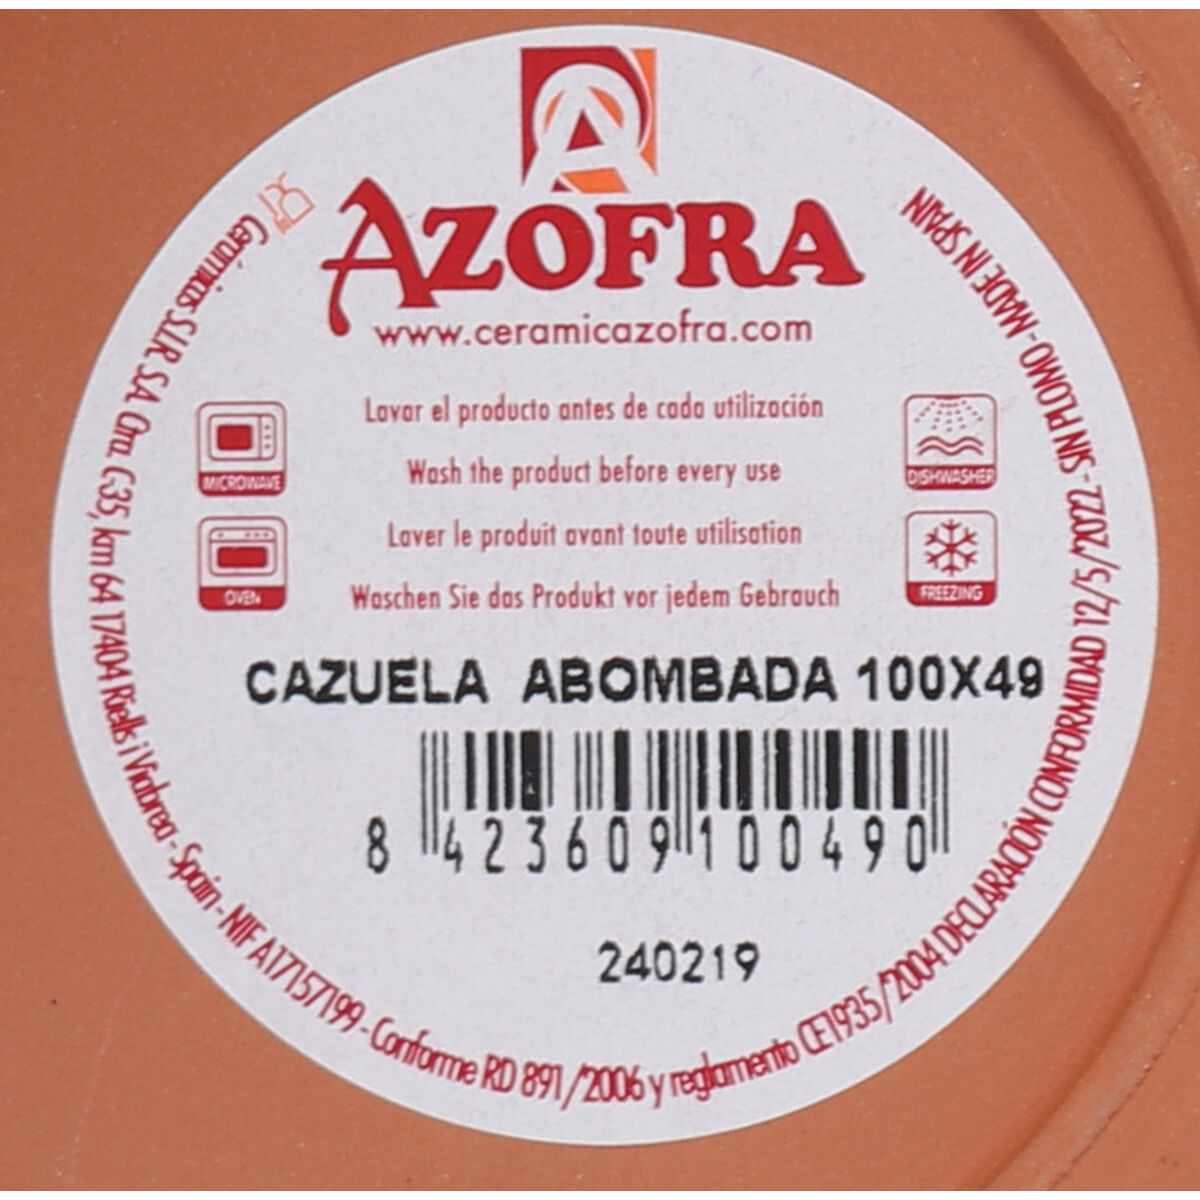 A
AZOFRA
www.ceramicazofra.com
Lavar el producto antes de cada utilización
Wash the product before every use
Laver le produit avant toute utilisation
Waschen Sie das Produkt vor jedem Gebrauch
MICROWAVE
OVEN
DISHWASHER
FREEZING
CAZUELA ABOMBADA 100X49
8 423609 100490
240219
Cerámicas SUR S.A. Ctra. C-35, km 64 17404 Riells i Viabrea - Spain - NIF A17157199 - Conforme RD 891/2006 y reglamento CE1935/2004 DECLARACIÓN CONFORMIDAD 12/5/2022 - SIN PLOMO - MADE IN SPAIN